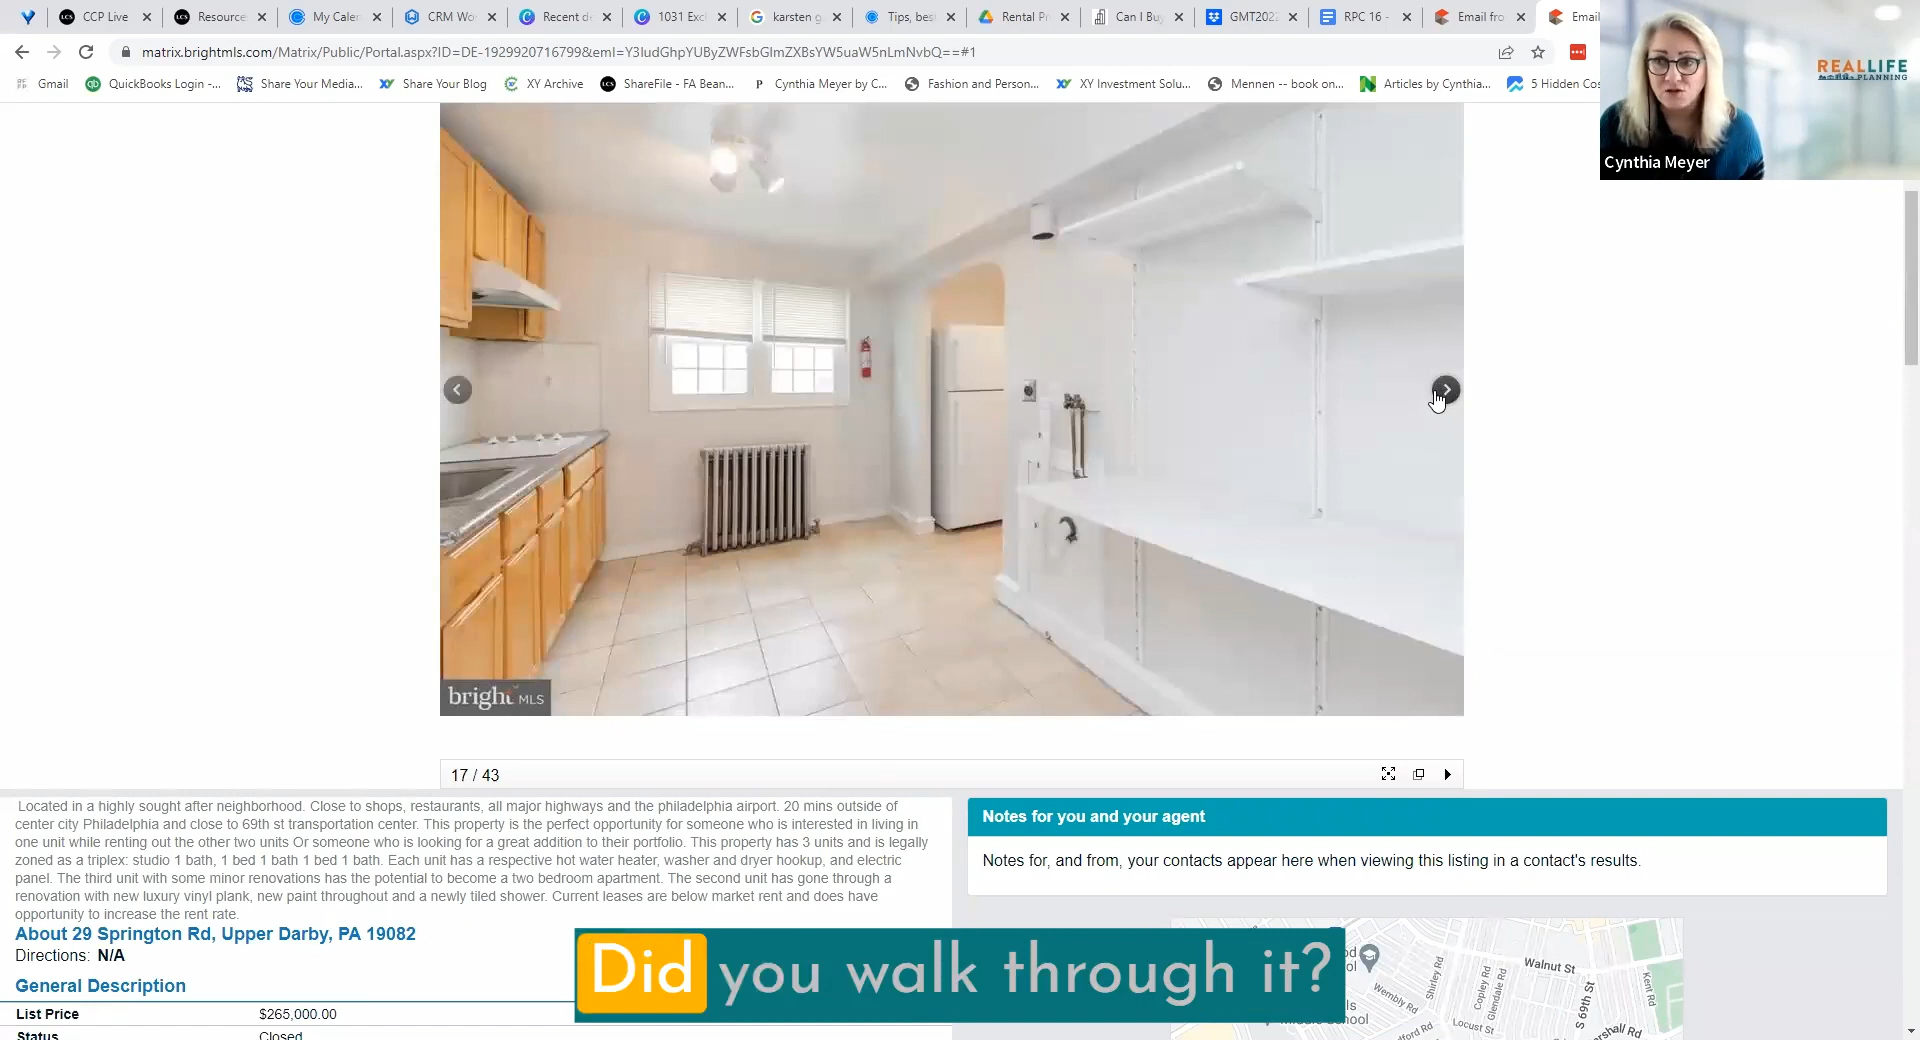 CCP Live
Resource
My Caler
CRM Wo
Recent d
1031 Exc
karsten g
Tips, bes
Rental P
Can I Buy
GMT202
RPC 16 -
Email fro
Email
matrix.brightmls.com/Matrix/Public/Portal.aspx?ID=DE-1929920716799&eml=Y3IudGhpYUByZWFsbGlmZXBsYW5uaW5nLmNvbQ==#1
Gmail
QuickBooks Login -...
Share Your Media...
Share Your Blog
XY Archive
ShareFile - FA Bean...
Cynthia Meyer by C...
Fashion and Person...
XY Investment Solu...
Mennen -- book on...
Articles by Cynthia...
5 Hidden Cos
REALLIFE
PLANNING
Cynthia Meyer
bright MLS
17 / 43
Located in a highly sought after neighborhood. Close to shops, restaurants, all major highways and the philadelphia airport. 20 mins outside of
center city Philadelphia and close to 69th st transportation center. This property is the perfect opportunity for someone who is interested in living in
one unit while renting out the other two units Or someone who is looking for a great addition to their portfolio. This property has 3 units and is legally
zoned as a triplex: studio 1 bath, 1 bed 1 bath 1 bed 1 bath. Each unit has a respective hot water heater, washer and dryer hookup, and electric
panel. The third unit with some minor renovations has the potential to become a two bedroom apartment. The second unit has gone through a
renovation with new luxury vinyl plank, new paint throughout and a newly tiled shower. Current leases are below market rent and does have
opportunity to increase the rent rate.
About 29 Springton Rd, Upper Darby, PA 19082
Directions: N/A
General Description
List Price $265,000.00
Status Closed
Notes for you and your agent
Notes for, and from, your contacts appear here when viewing this listing in a contact's results.
Did you walk through it?
Walnut St
Shirley Rd
Copley Rd
Glendale Rd
Wembly Rd
Locust St
S 69th St
Kent Rd